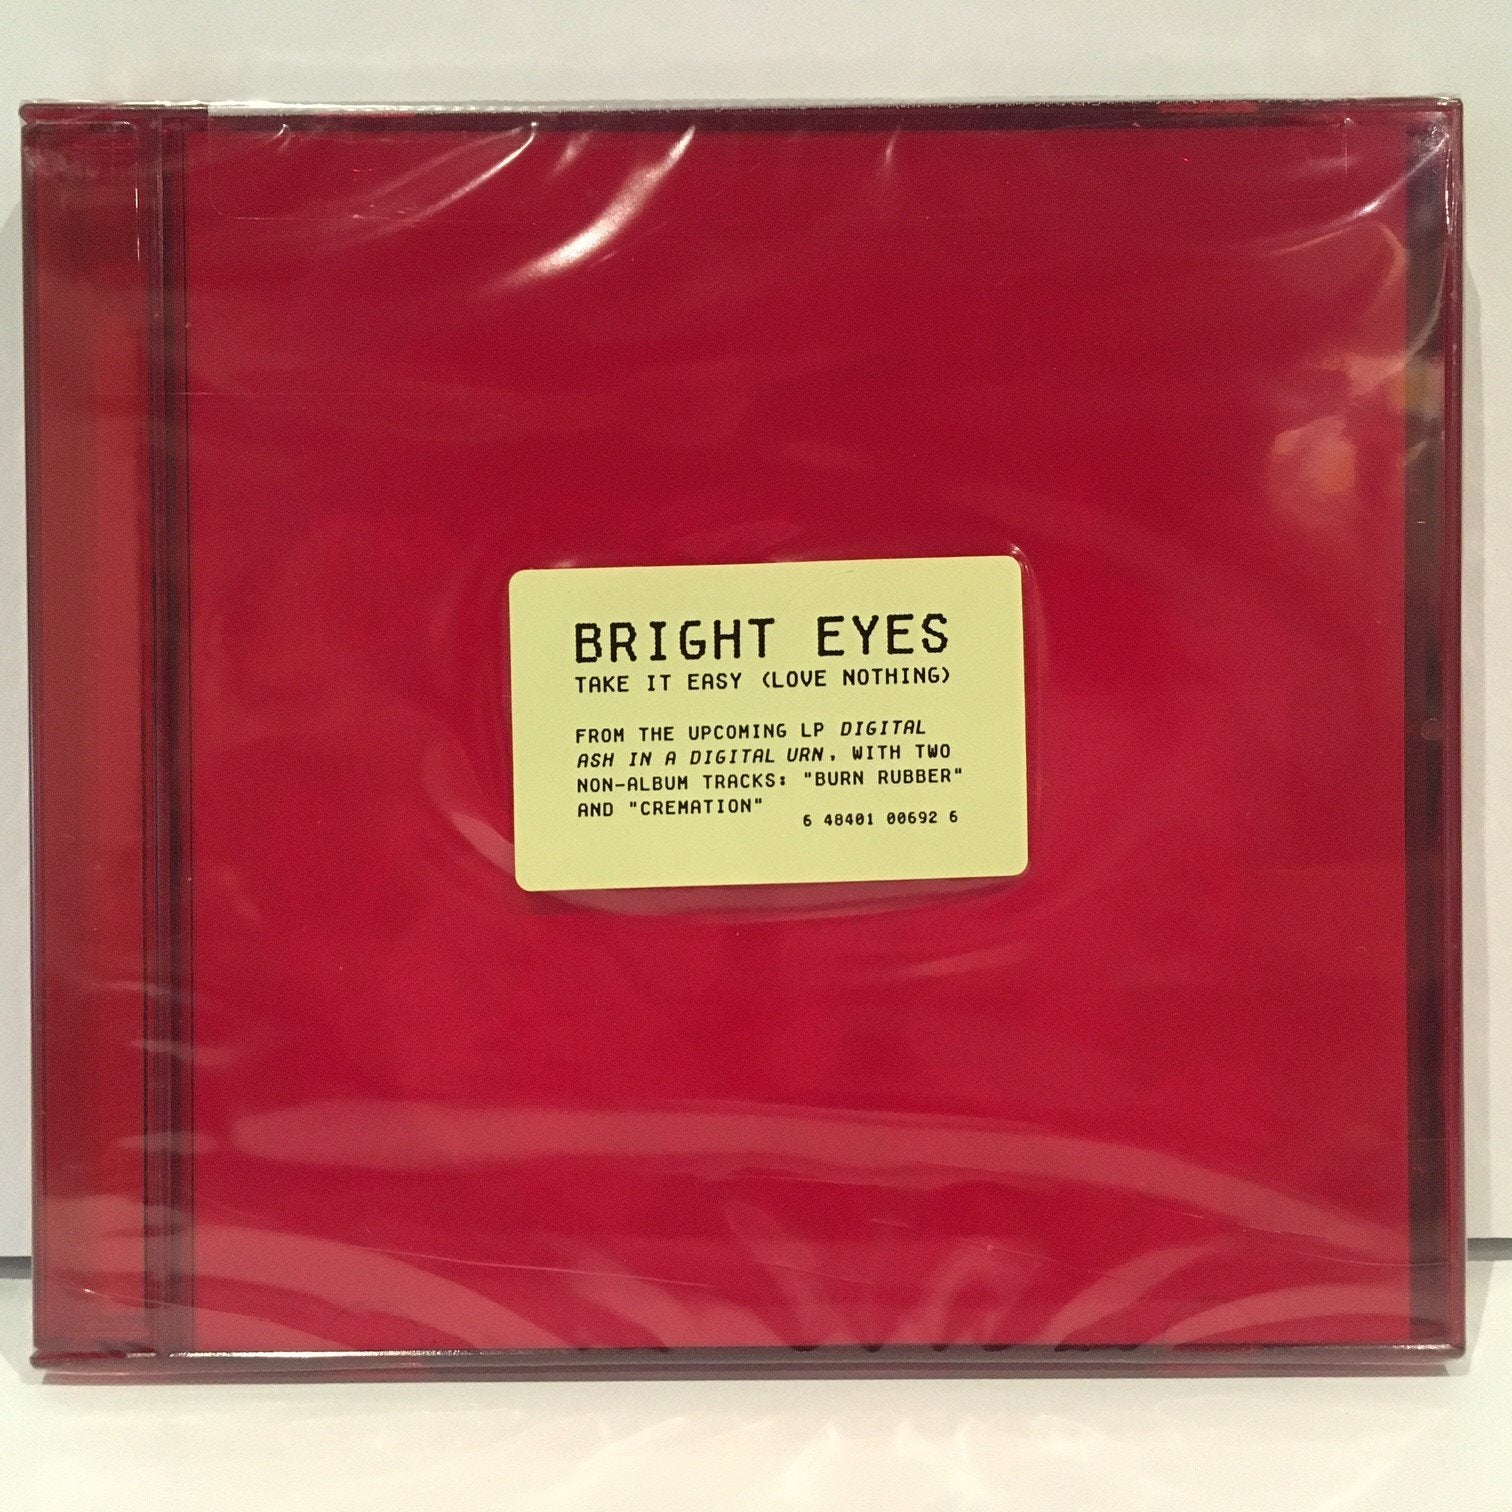 BRIGHT EYES
TAKE IT EASY (LOVE NOTHING)
FROM THE UPCOMING LP DIGITAL
ASH IN A DIGITAL URN, WITH TWO
NON-ALBUM TRACKS: "BURN RUBBER"
AND "CREMATION"
6 48401 00692 6